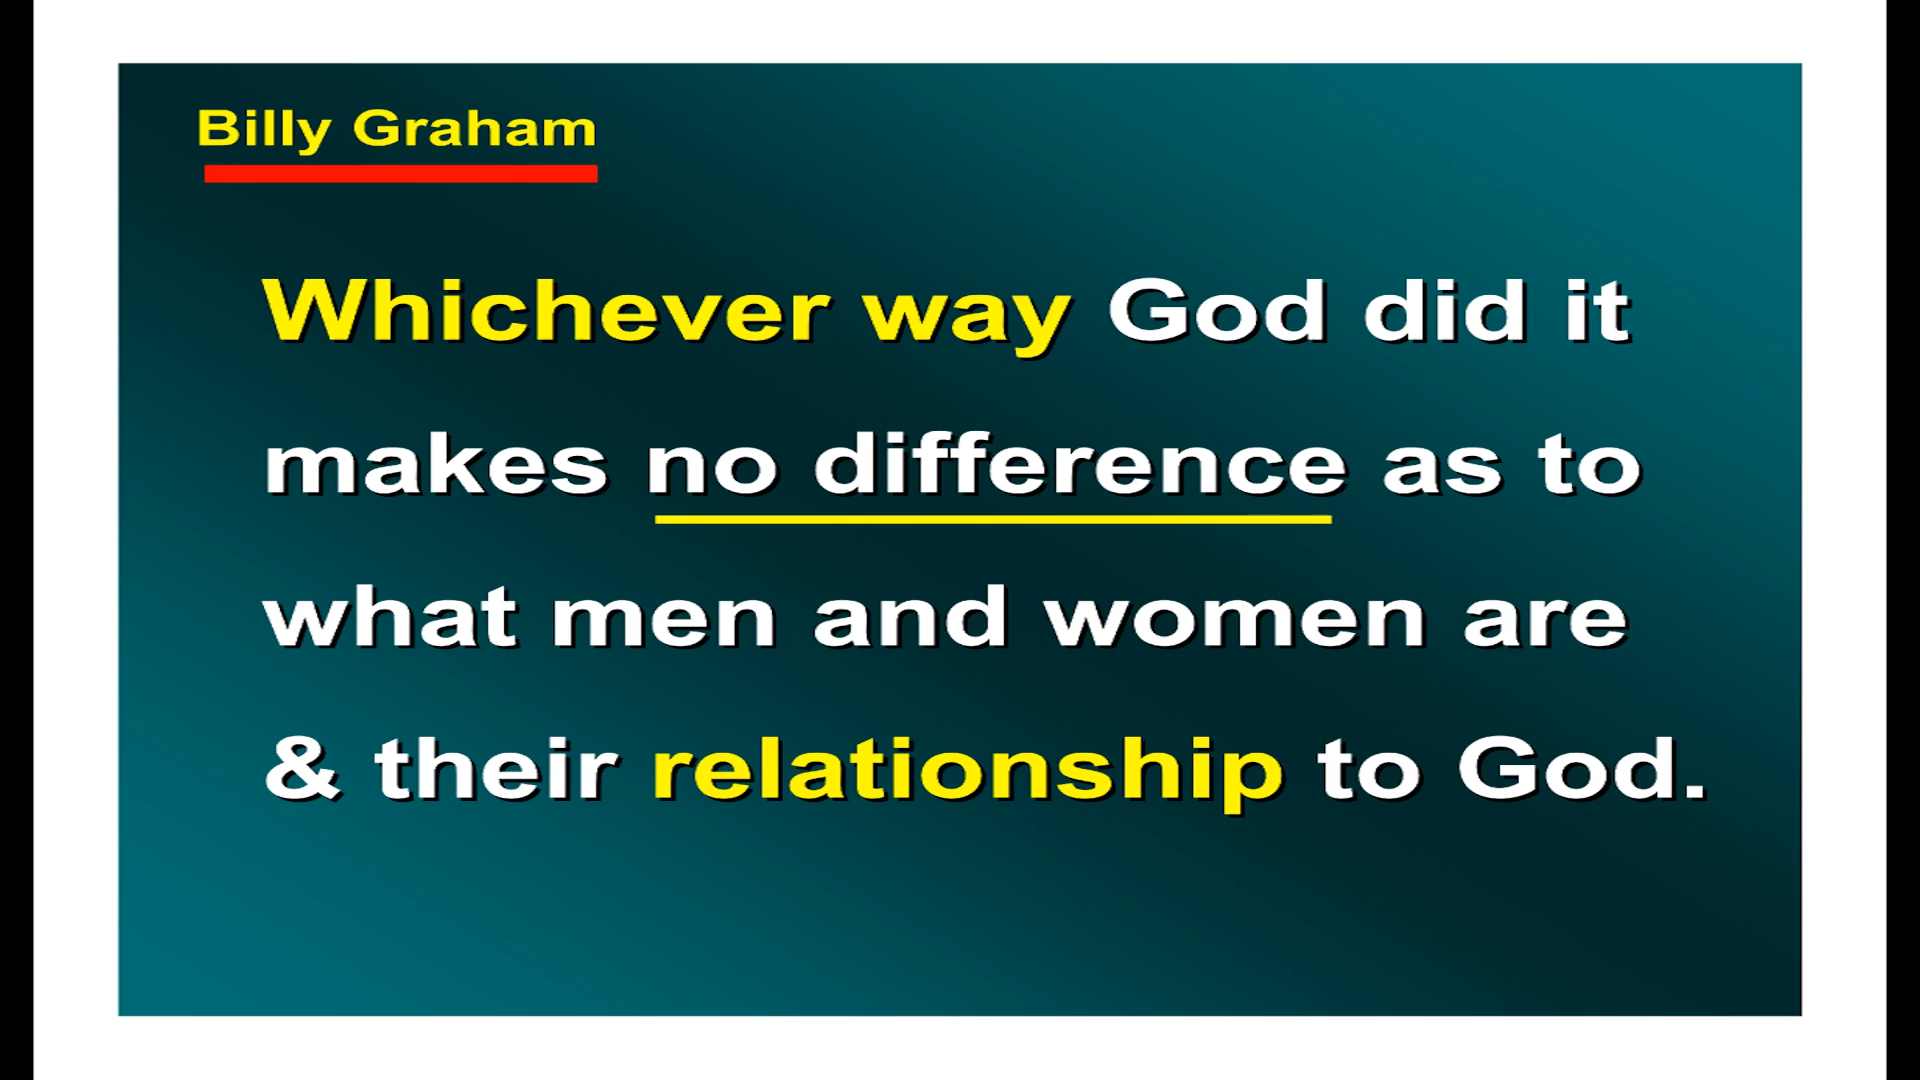 Billy Graham
Whichever way God did it
makes no difference as to
what men and women are
& their relationship to God.